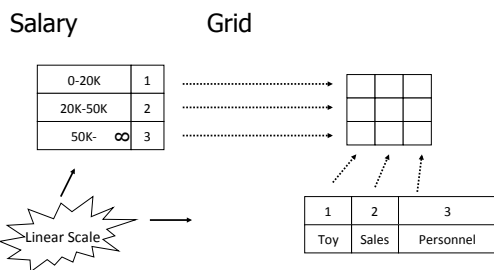 Salary Grid
0-20K 1
20K-50K 2
50K- ∞ 3
Linear Scale
1 2 3
Toy Sales Personnel